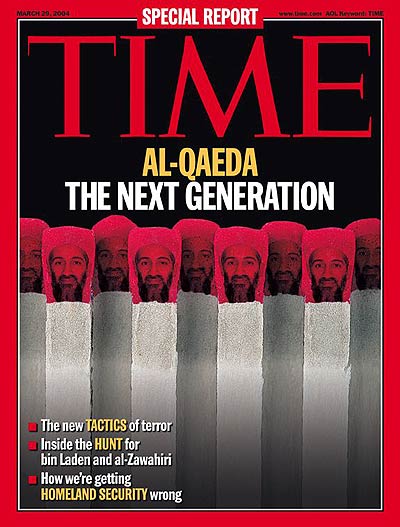 SPECIAL REPORT
MARCH 29, 2004
www.time.com AOL Keyword: TIME
TIME
AL-QAEDA
THE NEXT GENERATION
The new TACTICS of terror
Inside the HUNT for
bin Laden and al-Zawahiri
How we're getting
HOMELAND SECURITY wrong